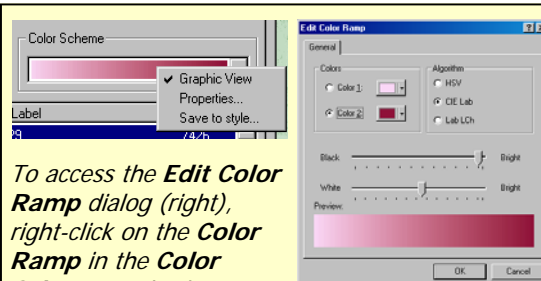 Color Scheme
Graphic View
Properties...
Save to style...
Label
To access the Edit Color
Ramp dialog (right),
right-click on the Color
Ramp in the Color
Edit Color Ramp
General
Colors
Color 1:
Color 2:
Algorithm
HSV
CIE Lab
Lab LCh
Black
Bright
White
Bright
Preview:
OK
Cancel